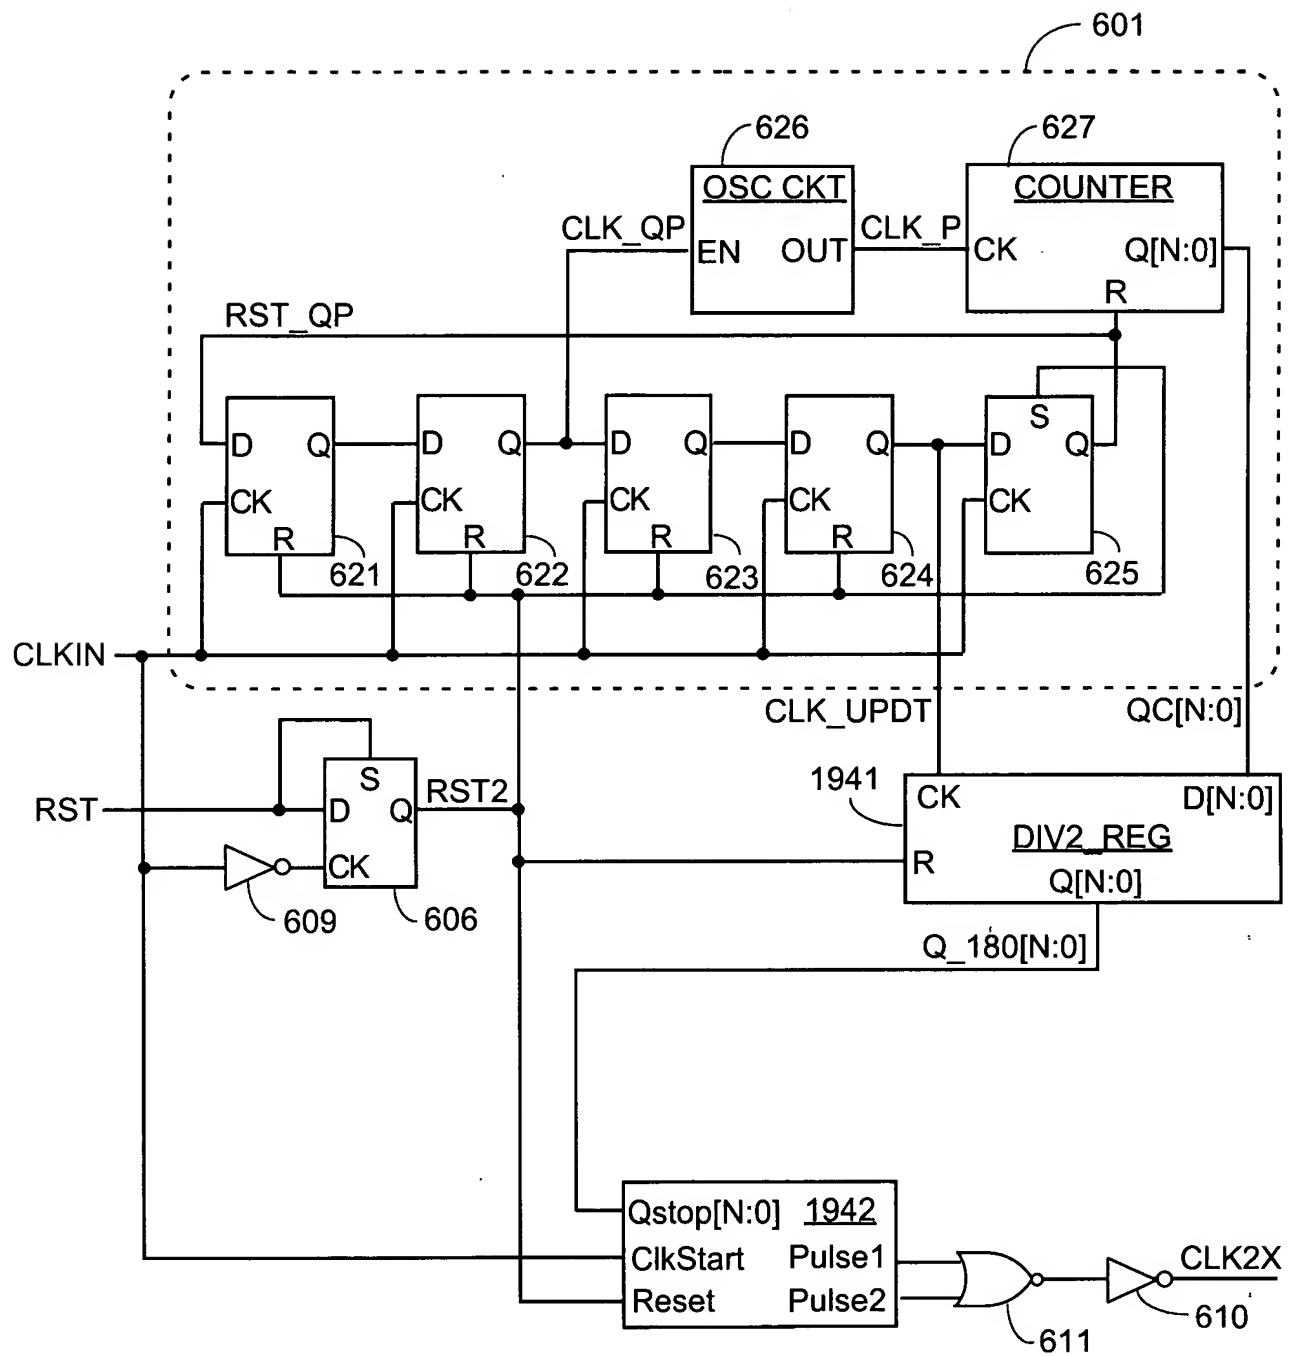 601
626
627
OSC CKT
COUNTER
CLK_QP
CLK_P
EN
OUT
CK
Q[N:0]
R
RST_QP
D
Q
CK
R
621
D
Q
CK
R
622
D
Q
CK
R
623
D
Q
CK
R
624
S
D
Q
CK
625
CLKIN
CLK_UPDT
QC[N:0]
RST
S
D
Q
CK
RST2
609
606
1941
CK
D[N:0]
DIV2_REG
R
Q[N:0]
Q_180[N:0]
Qstop[N:0]
1942
ClkStart
Pulse1
Reset
Pulse2
CLK2X
611
610